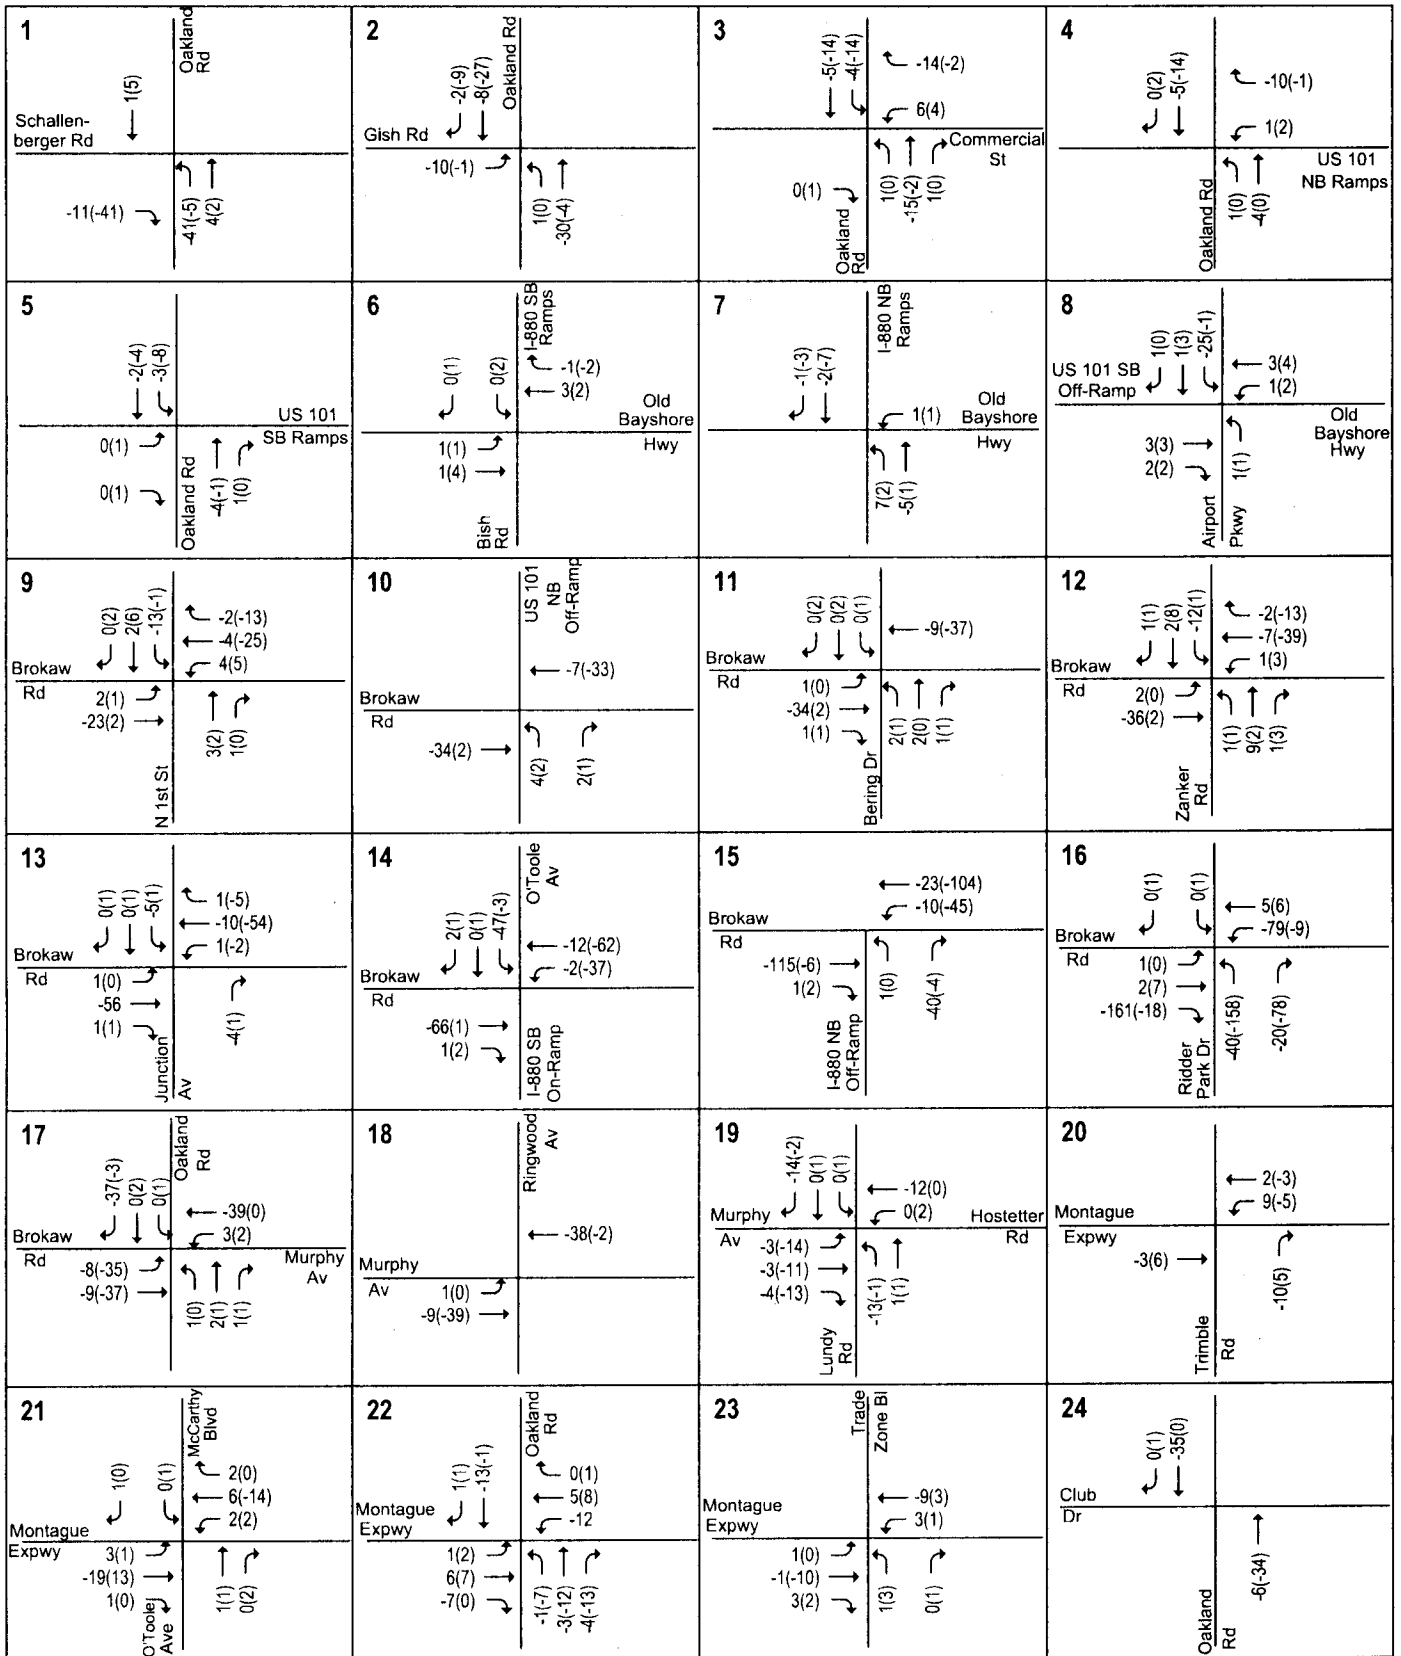 1
Oakland
Rd
1(5)
Schallen-
berger Rd
-11(-41)
-41(-5)
4(2)
2
Oakland Rd
-2(-9)
-8(-27)
Gish Rd
-10(-1)
1(0)
-30(-4)
3
-5(-14)
-4(-14)
-14(-2)
6(4)
Commercial
St
0(1)
1(0)
-15(-2)
1(0)
Oakland
Rd
4
0(2)
-5(-14)
-10(-1)
1(2)
US 101
NB Ramps
Oakland Rd
1(0)
-4(0)
5
-2(-4)
-3(-8)
US 101
SB Ramps
0(1)
0(1)
Oakland Rd
-4(-1)
1(0)
6
I-880 SB
Ramps
0(1)
0(2)
-1(-2)
3(2)
Old
Bayshore
Hwy
1(1)
1(4)
Bish
Rd
7
I-880 NB
Ramps
-1(-3)
-2(-7)
1(1)
Old
Bayshore
Hwy
7(2)
-5(1)
8
1(0)
1(3)
-25(-1)
US 101 SB
Off-Ramp
3(4)
1(2)
Old
Bayshore
Hwy
3(3)
2(2)
1(1)
Airport
Pkwy
9
0(2)
2(6)
-13(-1)
-2(-13)
-4(-25)
4(5)
Brokaw
Rd
2(1)
-23(2)
3(2)
1(0)
N 1st St
10
US 101
NB
Off-Ramp
-7(-33)
Brokaw
Rd
-34(2)
4(2)
2(1)
11
0(2)
0(2)
0(1)
-9(-37)
Brokaw
Rd
1(0)
-34(2)
1(1)
2(1)
2(0)
1(1)
Bering Dr
12
1(1)
2(8)
-12(1)
-2(-13)
-7(-39)
1(3)
Brokaw
Rd
2(0)
-36(2)
1(1)
9(2)
1(3)
Zanker
Rd
13
0(1)
0(1)
-5(1)
1(-5)
-10(-54)
1(-2)
Brokaw
Rd
1(0)
-56
1(1)
-4(1)
Junction
Av
14
O'Toole
Av
2(1)
0(1)
-47(-3)
-12(-62)
-2(-37)
Brokaw
Rd
-66(1)
1(2)
I-880 SB
On-Ramp
15
-23(-104)
-10(-45)
Brokaw
Rd
-115(-6)
1(2)
1(0)
-40(-4)
I-880 NB
Off-Ramp
16
0(1)
0(1)
5(6)
-79(-9)
Brokaw
Rd
1(0)
2(7)
-161(-18)
-40(-158)
-20(-78)
Ridder
Park Dr
17
Oakland
Rd
-37(-3)
0(2)
0(1)
-39(0)
3(2)
Brokaw
Rd
Murphy
Av
-8(-35)
-9(-37)
1(0)
2(1)
1(1)
18
Ringwood
Av
-38(-2)
Murphy
Av
1(0)
-9(-39)
19
-14(-2)
0(1)
0(1)
-12(0)
0(2)
Murphy
Av
Hostetter
Rd
-3(-14)
-3(-11)
-4(-13)
-13(-1)
1(1)
Lundy
Rd
20
2(-3)
9(-5)
Montague
Expwy
-3(6)
-10(5)
Trimble
Rd
21
McCarthy
Blvd
1(0)
0(1)
2(0)
6(-14)
2(2)
Montague
Expwy
3(1)
-19(13)
1(0)
1(1)
0(2)
O'Toole
Ave
22
Oakland
Rd
1(1)
-13(-1)
0(1)
5(8)
-12
Montague
Expwy
1(2)
6(7)
-7(0)
-1(-7)
-3(-12)
-4(-13)
23
Trade
Zone Bl
-9(3)
3(1)
Montague
Expwy
1(0)
-1(-10)
3(2)
1(3)
0(1)
24
0(1)
-35(0)
Club
Dr
-6(-34)
Oakland
Rd